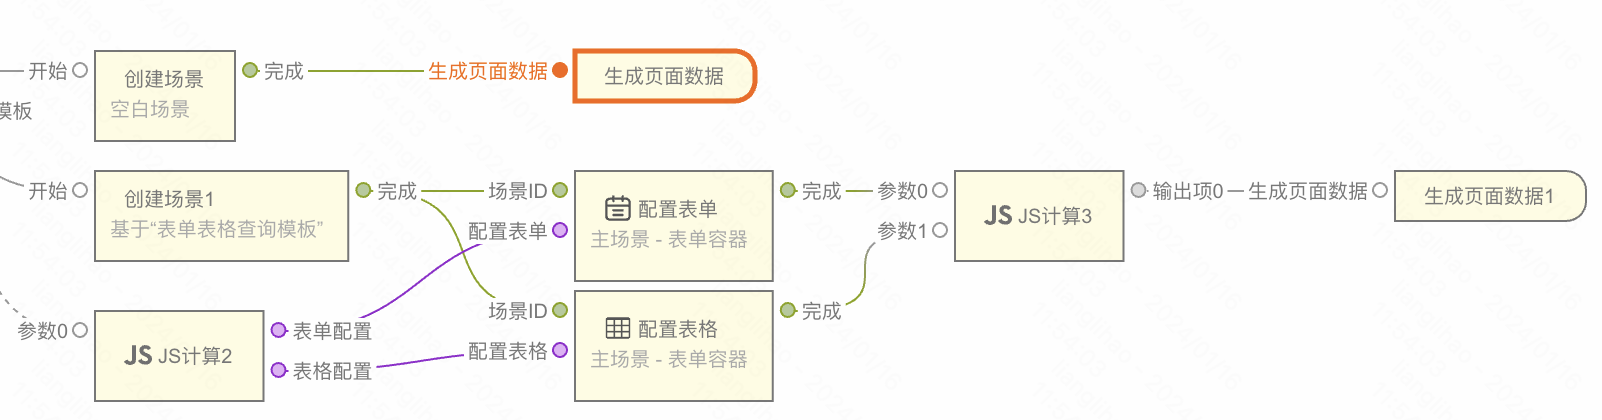 开始
创建场景
空白场景
完成
生成页面数据
生成页面数据
模板
开始
创建场景1
基于“表单表格查询模板”
完成
场景ID
配置表单
配置表单
主场景 - 表单容器
完成
参数0
参数1
JS JS计算3
输出项0
生成页面数据
生成页面数据1
参数0
JS JS计算2
表单配置
表格配置
场景ID
配置表格
配置表格
主场景 - 表单容器
完成